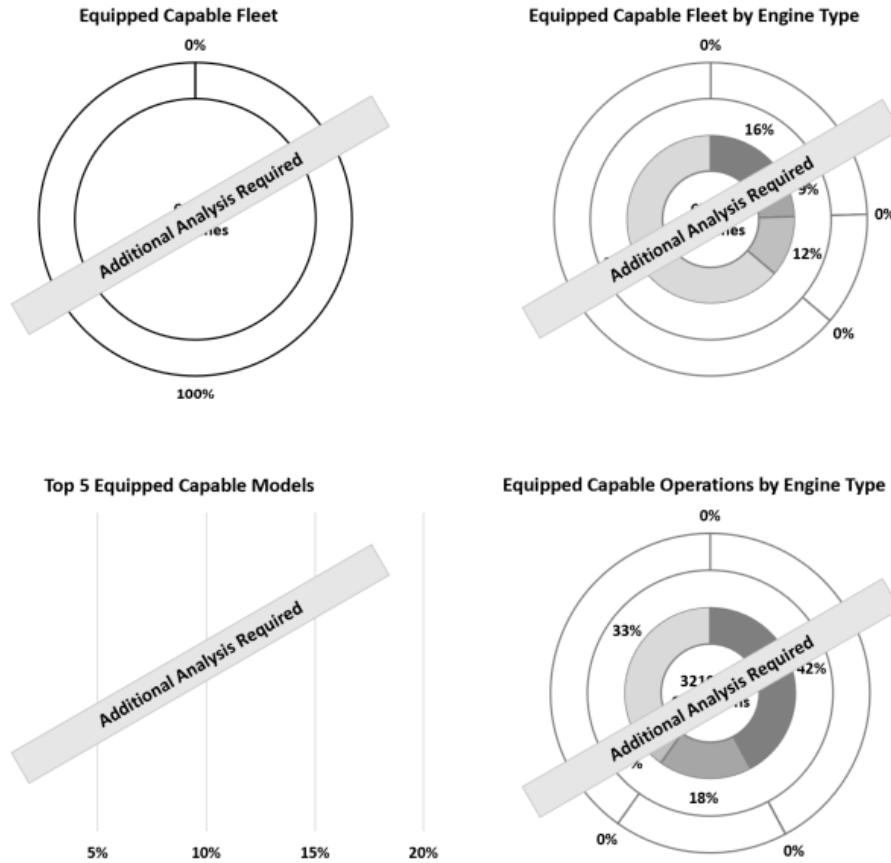 Equipped Capable Fleet
0%
Additional Analysis Required
100%
Equipped Capable Fleet by Engine Type
0%
16%
9%
0%
12%
0%
Additional Analysis Required
Top 5 Equipped Capable Models
Additional Analysis Required
5% 10% 15% 20%
Equipped Capable Operations by Engine Type
0%
33%
42%
Additional Analysis Required
18%
0%
0%